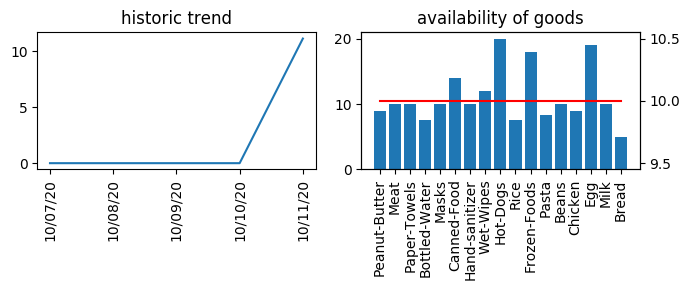 historic trend
10
5
0
10/07/20
10/08/20
10/09/20
10/10/20
10/11/20
availability of goods
20
10
0
10.5
10.0
9.5
Peanut-Butter
Meat
Paper-Towels
Bottled-Water
Masks
Canned-Food
Hand-sanitizer
Wet-Wipes
Hot-Dogs
Rice
Frozen-Foods
Pasta
Beans
Chicken
Egg
Milk
Bread